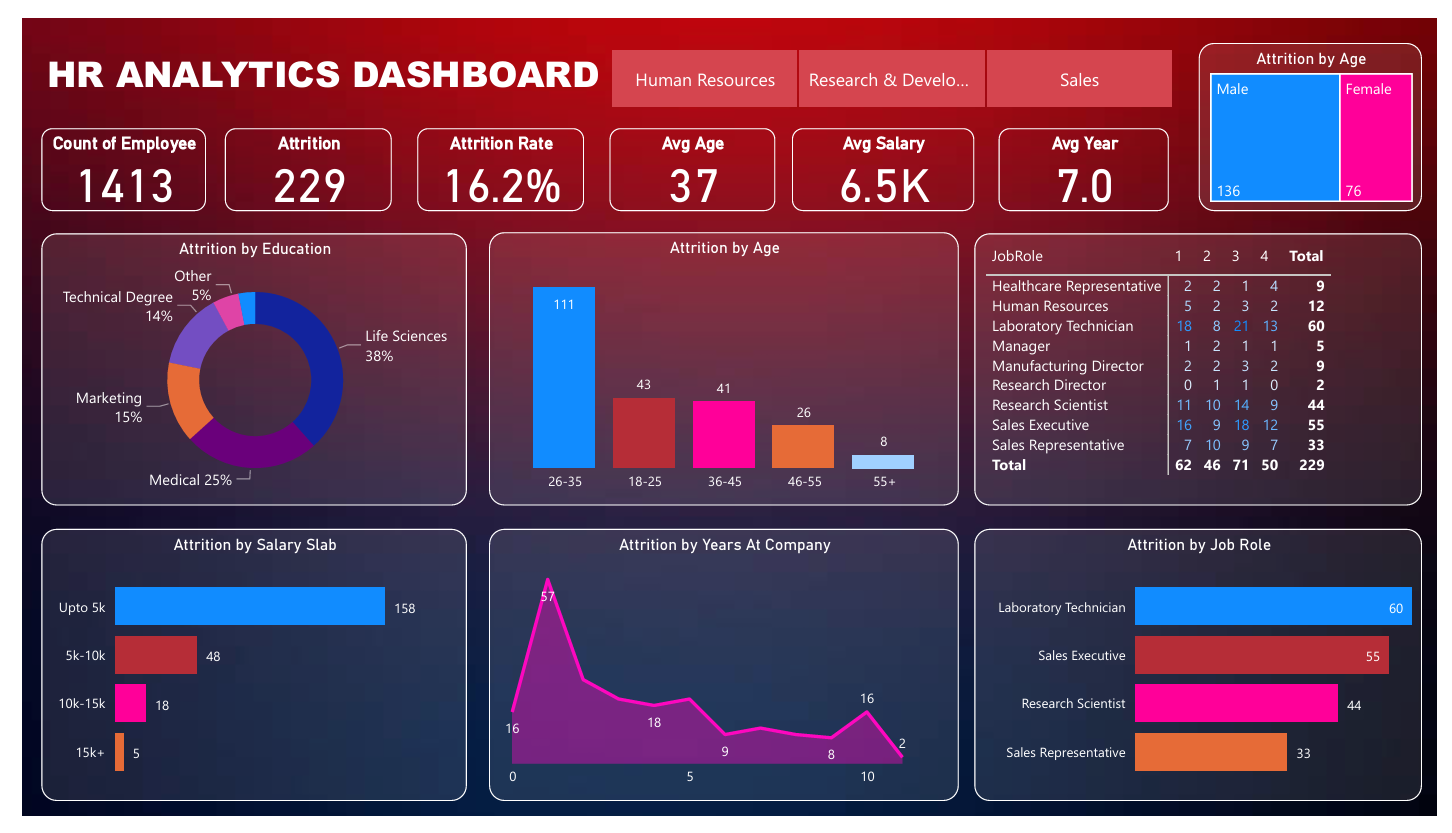 HR ANALYTICS DASHBOARD
Human Resources
Research & Develo...
Sales
Attrition by Age
Male
Female
136
76
Count of Employee
1413
Attrition
229
Attrition Rate
16.2%
Avg Age
37
Avg Salary
6.5K
Avg Year
7.0
Attrition by Education
Other
5%
Technical Degree
14%
Life Sciences
38%
Marketing
15%
Medical 25%
Attrition by Age
111
43
41
26
8
26-35
18-25
36-45
46-55
55+
JobRole 1 2 3 4 Total
Healthcare Representative 2 2 1 4 9
Human Resources 5 2 3 2 12
Laboratory Technician 18 8 21 13 60
Manager 1 2 1 1 5
Manufacturing Director 2 2 3 2 9
Research Director 0 1 1 0 2
Research Scientist 11 10 14 9 44
Sales Executive 16 9 18 12 55
Sales Representative 7 10 9 7 33
Total 62 46 71 50 229
Attrition by Salary Slab
Upto 5k 158
5k-10k 48
10k-15k 18
15k+ 5
Attrition by Years At Company
57
16
18
9
8
16
2
0 5 10
Attrition by Job Role
Laboratory Technician 60
Sales Executive 55
Research Scientist 44
Sales Representative 33